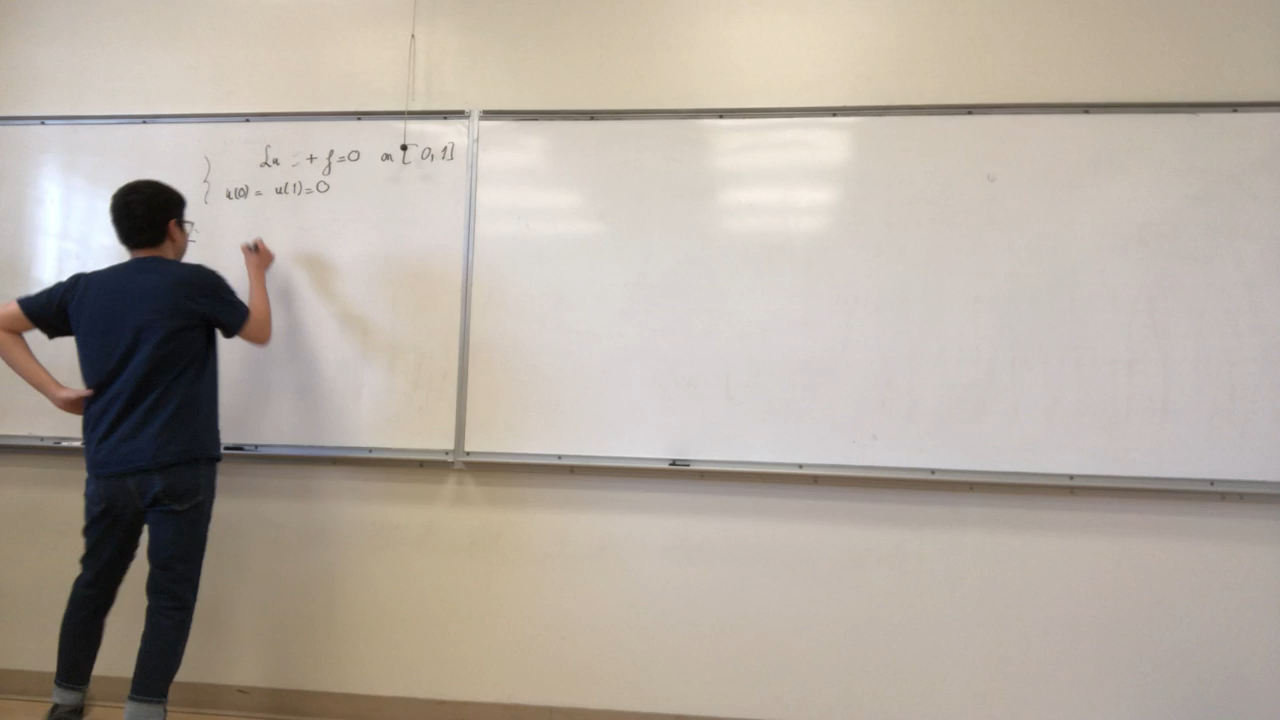 { ℒu = + f = 0 on [0, 1]
u(0) = u(1) = 0